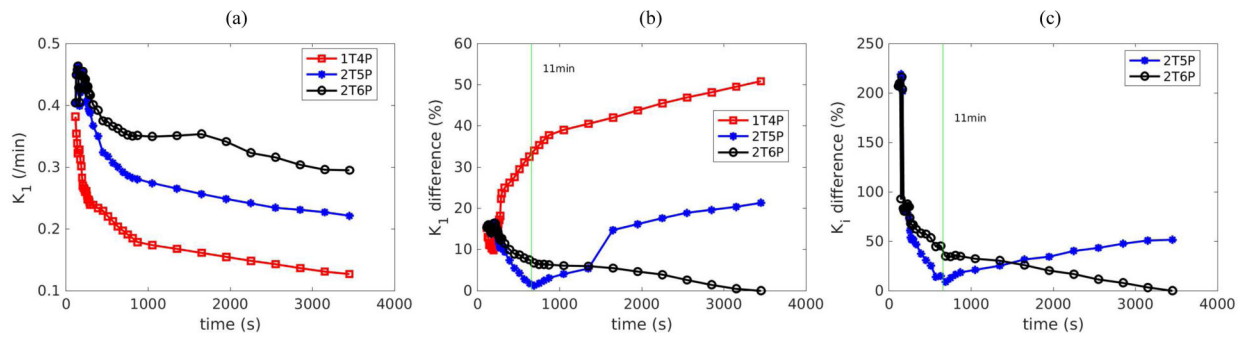 (a)
K1 (/min)
0.5
0.4
0.3
0.2
0.1
1T4P
2T5P
2T6P
0
1000
2000
3000
4000
time (s)
(b)
K1 difference (%)
60
50
40
30
20
10
0
11min
1T4P
2T5P
2T6P
0
1000
2000
3000
4000
time (s)
(c)
Ki difference (%)
250
200
150
100
50
0
11min
2T5P
2T6P
0
1000
2000
3000
4000
time (s)